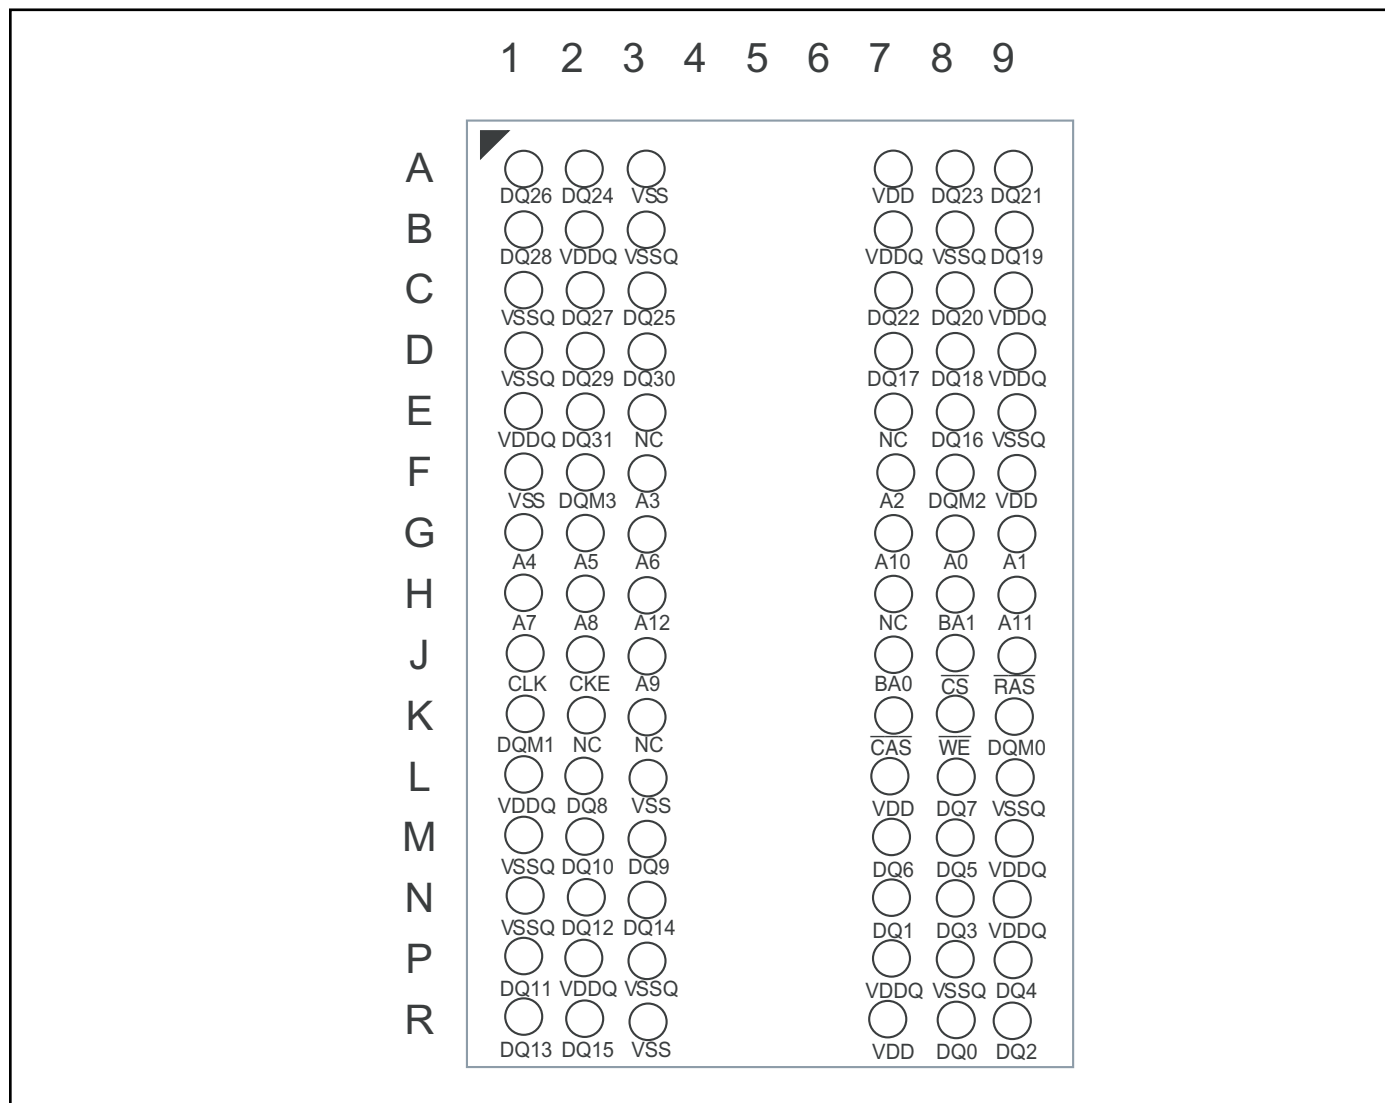 1 2 3 4 5 6 7 8 9
A
DQ26 DQ24 VSS VDD DQ23 DQ21
B
DQ28 VDDQ VSSQ VDDQ VSSQ DQ19
C
VSSQ DQ27 DQ25 DQ22 DQ20 VDDQ
D
VSSQ DQ29 DQ30 DQ17 DQ18 VDDQ
E
VDDQ DQ31 NC NC DQ16 VSSQ
F
VSS DQM3 A3 A2 DQM2 VDD
G
A4 A5 A6 A10 A0 A1
H
A7 A8 A12 NC BA1 A11
J
CLK CKE A9 BA0 C̅S̅ R̅A̅S̅
K
DQM1 NC NC C̅A̅S̅ W̅E̅ DQM0
L
VDDQ DQ8 VSS VDD DQ7 VSSQ
M
VSSQ DQ10 DQ9 DQ6 DQ5 VDDQ
N
VSSQ DQ12 DQ14 DQ1 DQ3 VDDQ
P
DQ11 VDDQ VSSQ VDDQ VSSQ DQ4
R
DQ13 DQ15 VSS VDD DQ0 DQ2